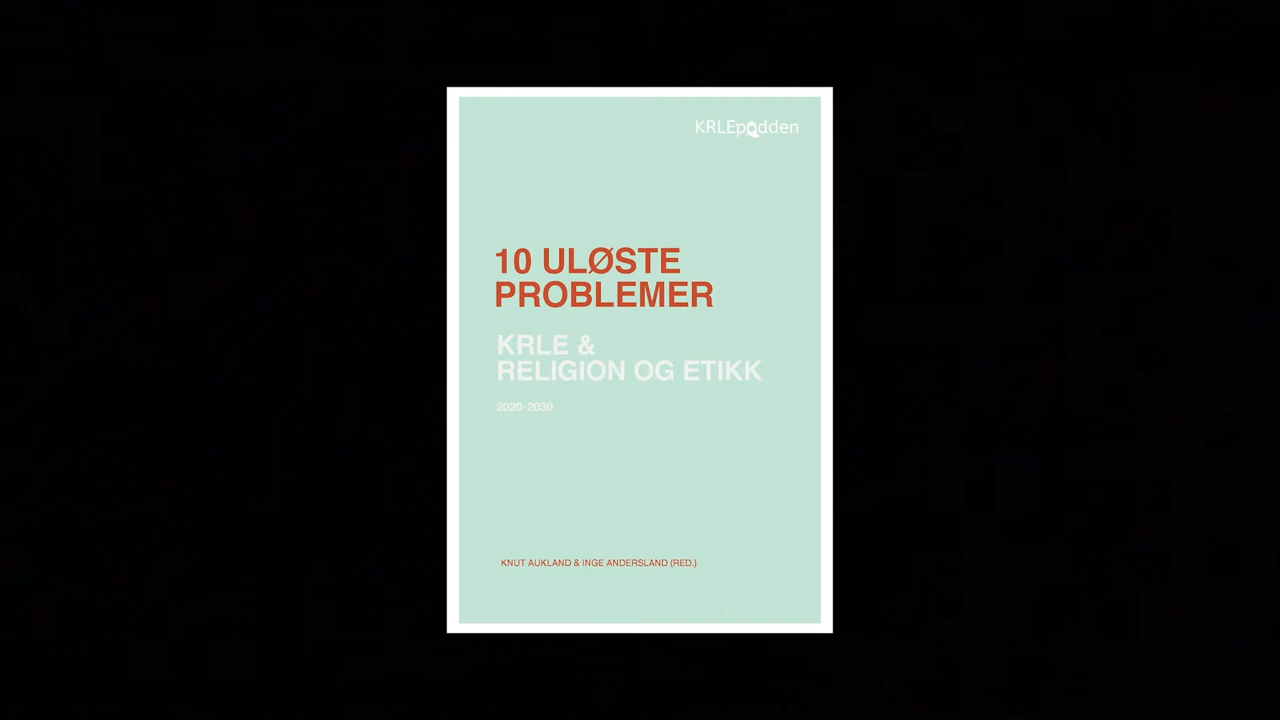 KRLEpodden
10 ULØSTE
PROBLEMER
KRLE &
RELIGION OG ETIKK
2020-2030
KNUT AUKLAND & INGE ANDERSLAND (RED.)